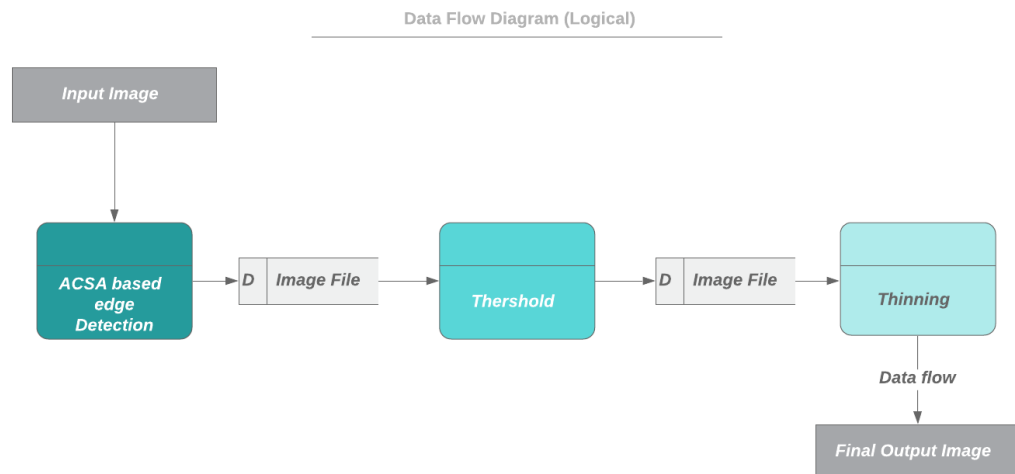 Data Flow Diagram (Logical)
Input Image
ACSA based
edge
Detection
D
Image File
Thershold
D
Image File
Thinning
Data flow
Final Output Image